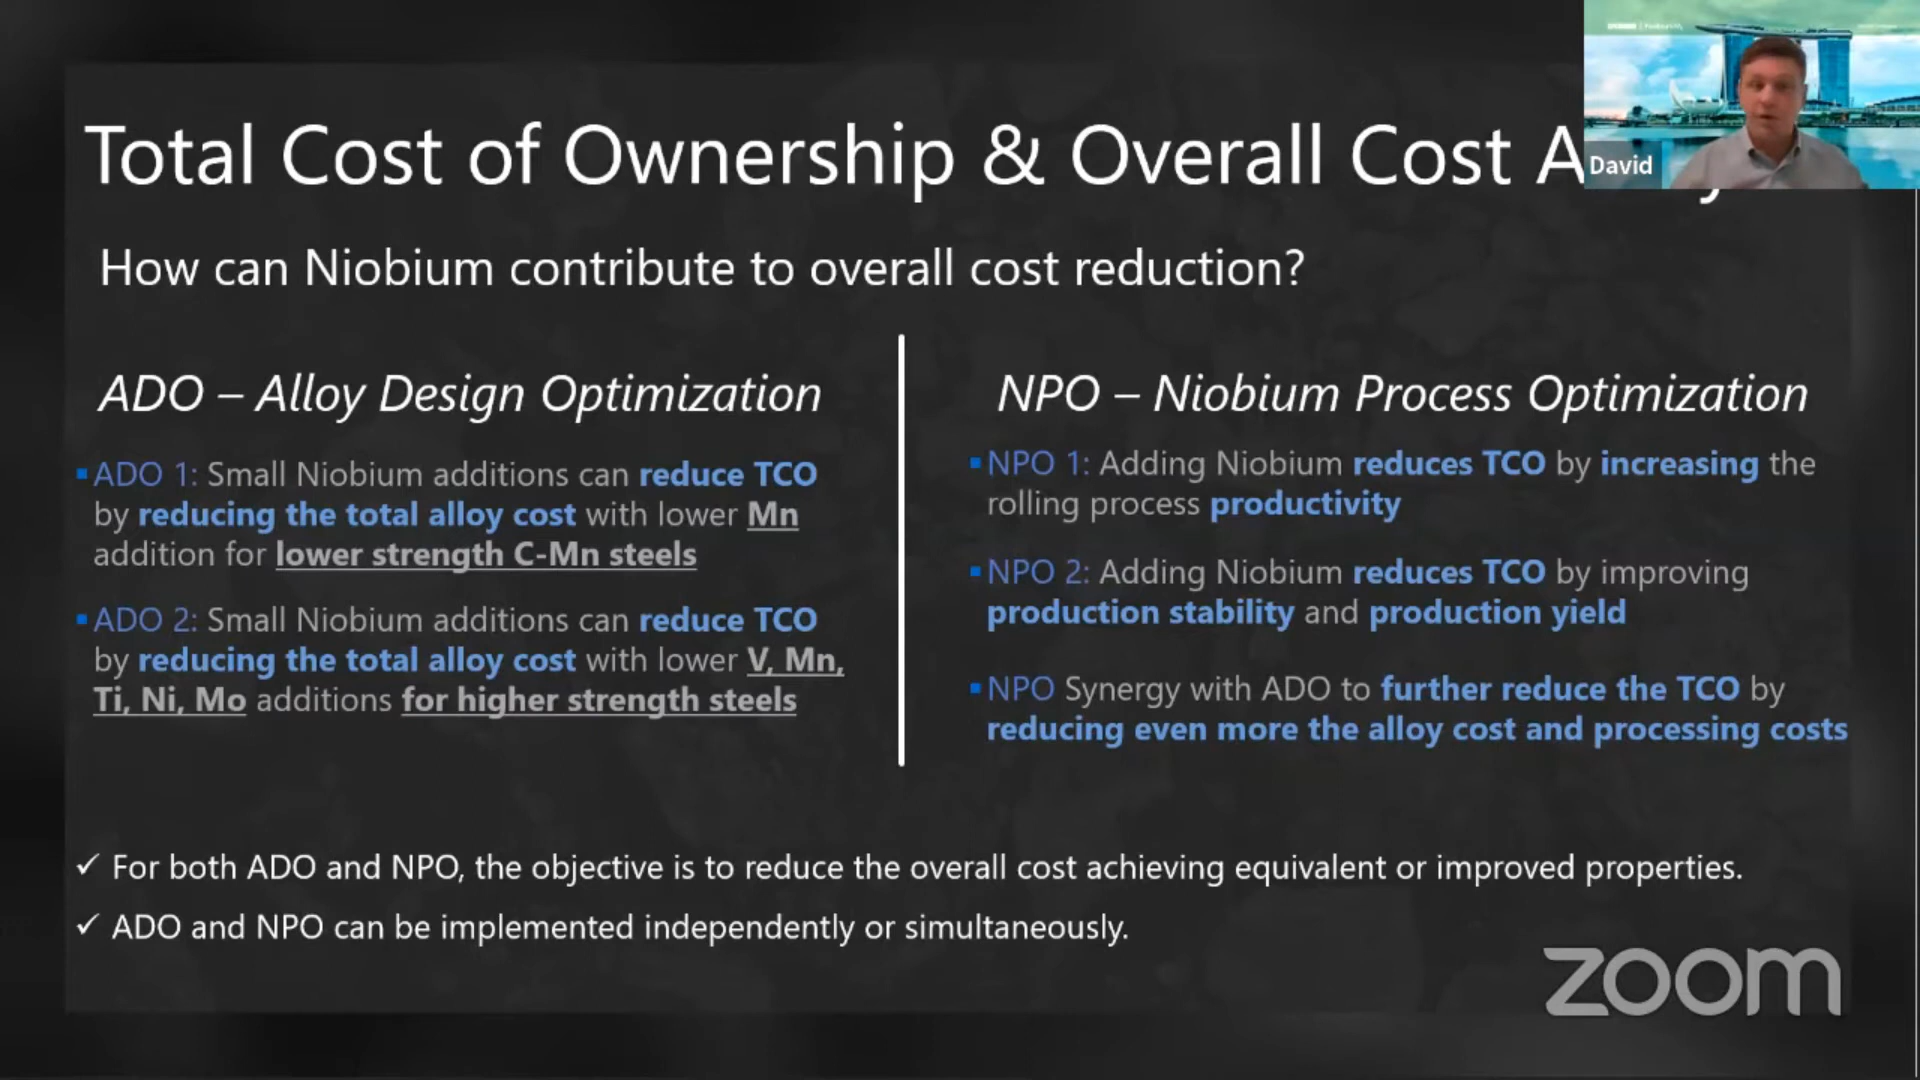 Total Cost of Ownership & Overall Cost
David
How can Niobium contribute to overall cost reduction?
ADO – Alloy Design Optimization
ADO 1: Small Niobium additions can reduce TCO
by reducing the total alloy cost with lower Mn
addition for lower strength C-Mn steels
ADO 2: Small Niobium additions can reduce TCO
by reducing the total alloy cost with lower V, Mn,
Ti, Ni, Mo additions for higher strength steels
NPO – Niobium Process Optimization
NPO 1: Adding Niobium reduces TCO by increasing the
rolling process productivity
NPO 2: Adding Niobium reduces TCO by improving
production stability and production yield
NPO Synergy with ADO to further reduce the TCO by
reducing even more the alloy cost and processing costs
✓ For both ADO and NPO, the objective is to reduce the overall cost achieving equivalent or improved properties.
✓ ADO and NPO can be implemented independently or simultaneously.
zoom